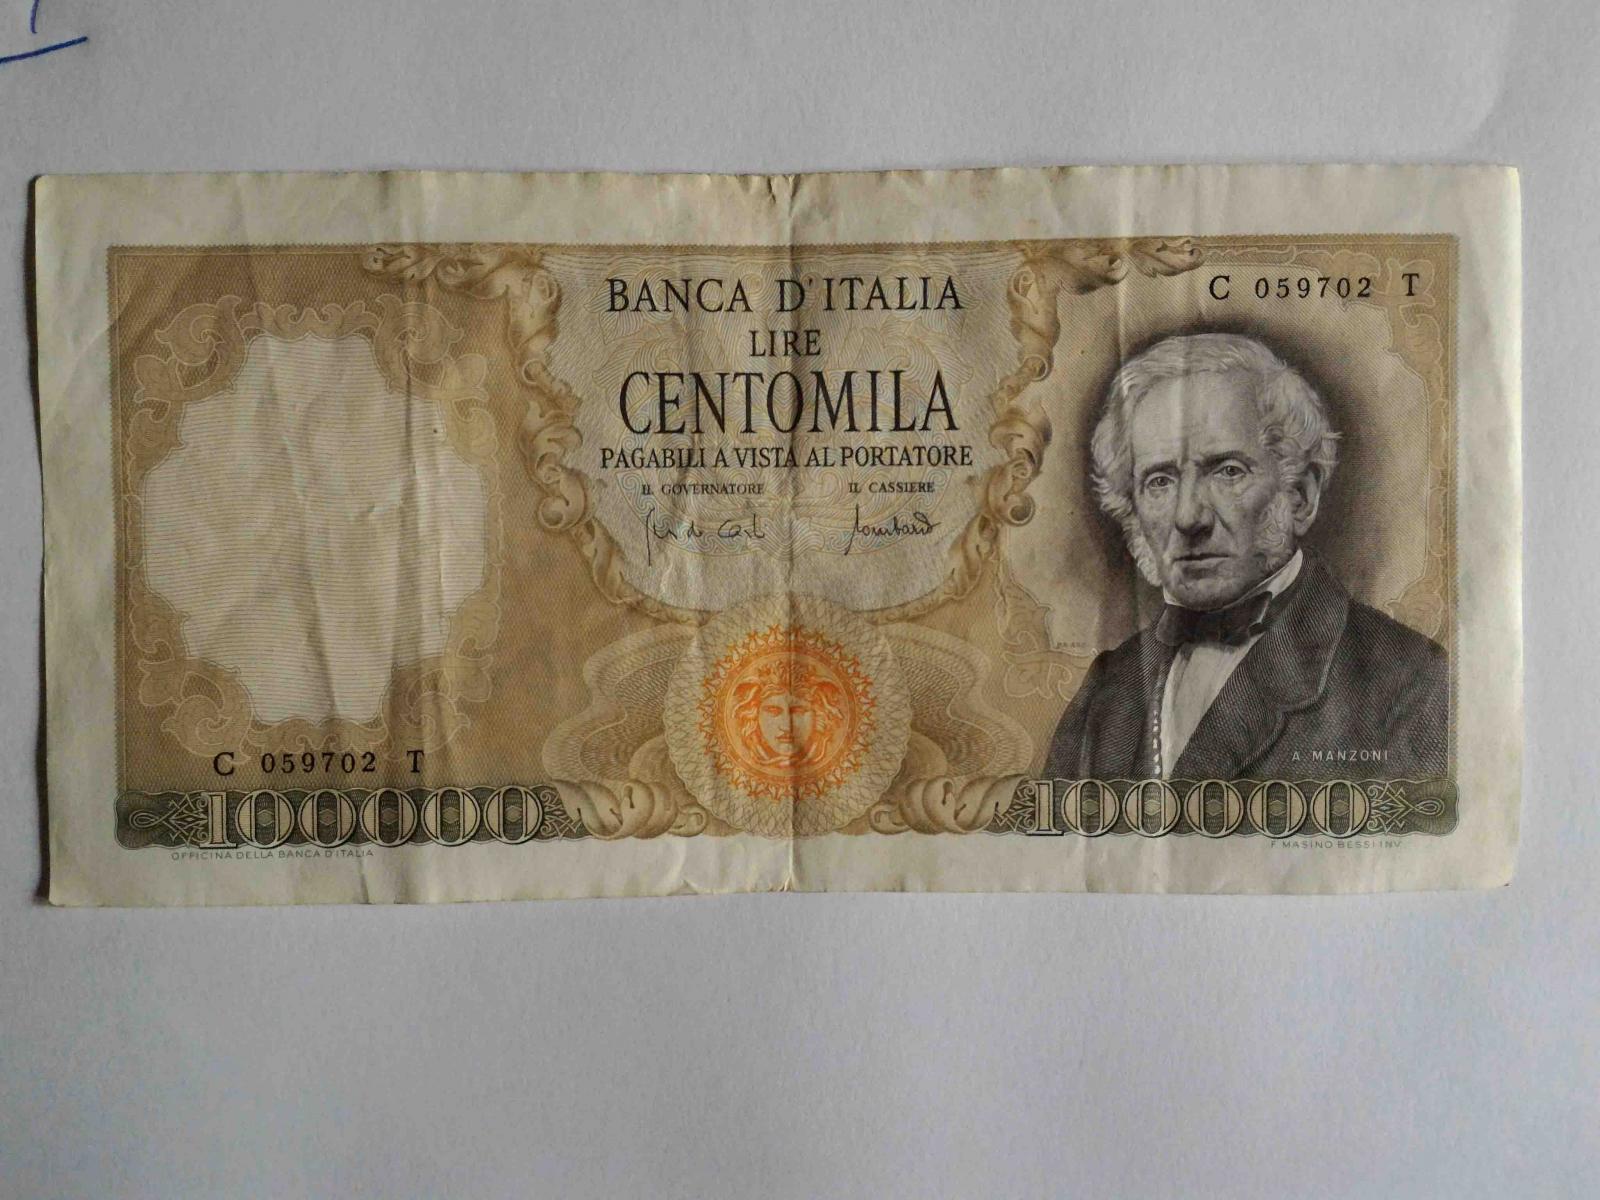 BANCA D'ITALIA
LIRE
CENTOMILA
PAGABILI A VISTA AL PORTATORE
IL GOVERNATORE IL CASSIERE
Lombardo
C 059702 T
A MANZONI
C 059702 T
100000 100000
OFFICINA DELLA BANCA D'ITALIA
F MASINO BESSI INV